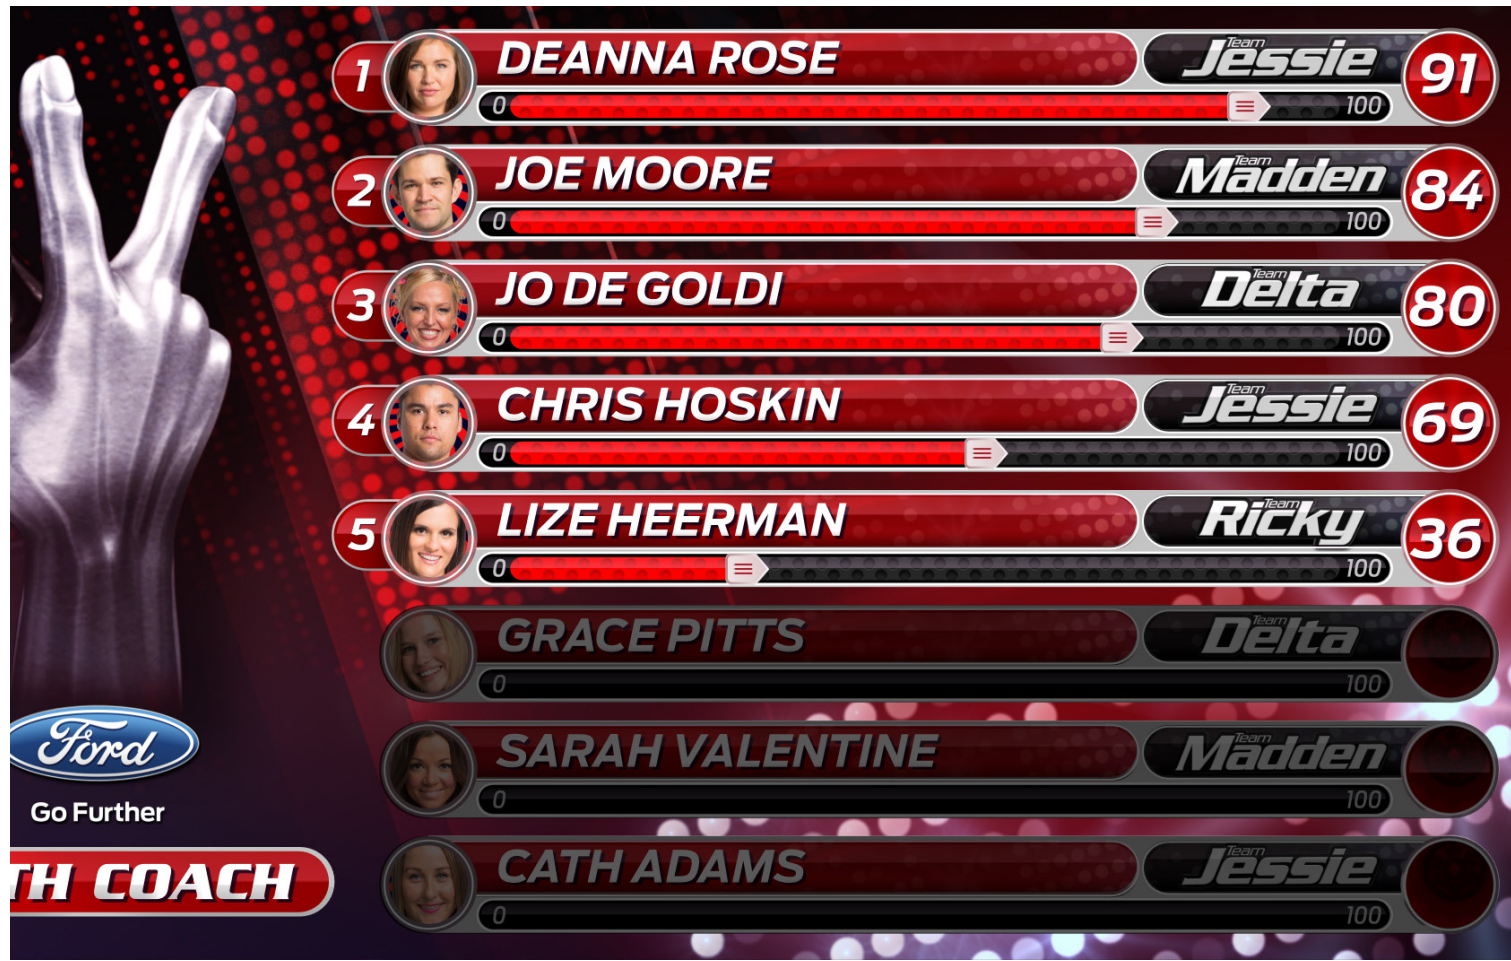 1
DEANNA ROSE
Team
Jessie
91
0
100
2
JOE MOORE
Team
Madden
84
0
100
3
JO DE GOLDI
Team
Delta
80
0
100
4
CHRIS HOSKIN
Team
Jessie
69
0
100
5
LIZE HEERMAN
Team
Ricky
36
0
100
GRACE PITTS
Team
Delta
0
100
SARAH VALENTINE
Team
Madden
0
100
CATH ADAMS
Team
Jessie
0
100
Ford
Go Further
TH COACH